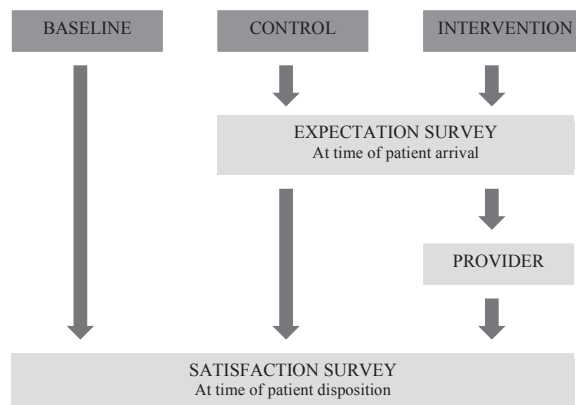 BASELINE
CONTROL
INTERVENTION
EXPECTATION SURVEY
At time of patient arrival
PROVIDER
SATISFACTION SURVEY
At time of patient disposition